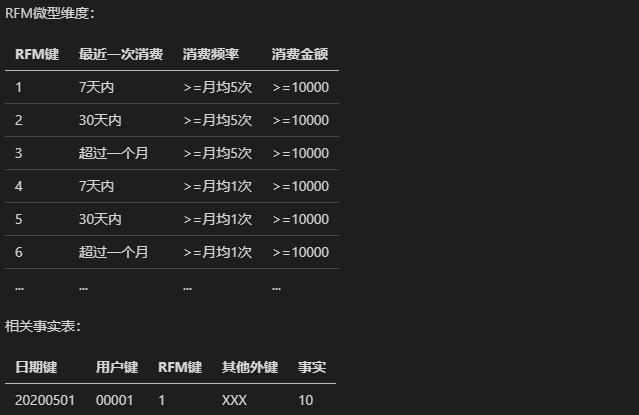 RFM微型维度：
RFM键 最近一次消费 消费频率 消费金额
1 7天内 >=月均5次 >=10000
2 30天内 >=月均5次 >=10000
3 超过一个月 >=月均5次 >=10000
4 7天内 >=月均1次 >=10000
5 30天内 >=月均1次 >=10000
6 超过一个月 >=月均1次 >=10000
... ... ... ...
相关事实表：
日期键 用户键 RFM键 其他外键 事实
20200501 00001 1 XXX 10